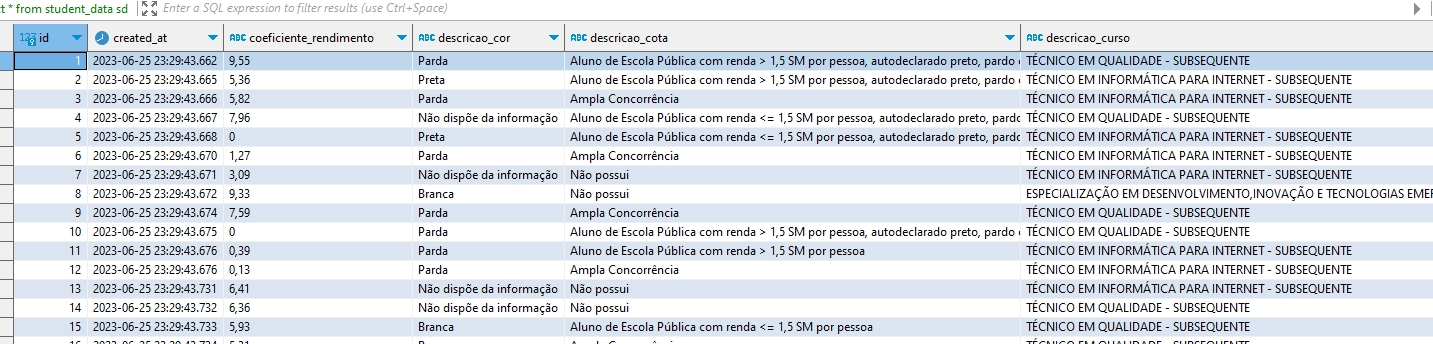 t * from student_data sd Enter a SQL expression to filter results (use Ctrl+Space)
123 id created_at ABC coeficiente_rendimento ABC descricao_cor ABC descricao_cota ABC descricao_curso
1 2023-06-25 23:29:43.662 9,55 Parda Aluno de Escola Pública com renda > 1,5 SM por pessoa, autodeclarado preto, pardo TÉCNICO EM QUALIDADE - SUBSEQUENTE
2 2023-06-25 23:29:43.665 5,36 Preta Aluno de Escola Pública com renda > 1,5 SM por pessoa, autodeclarado preto, pardo TÉCNICO EM INFORMÁTICA PARA INTERNET - SUBSEQUENTE
3 2023-06-25 23:29:43.666 5,82 Parda Ampla Concorrência TÉCNICO EM INFORMÁTICA PARA INTERNET - SUBSEQUENTE
4 2023-06-25 23:29:43.667 7,96 Não dispõe da informação Aluno de Escola Pública com renda <= 1,5 SM por pessoa, autodeclarado preto, pardo TÉCNICO EM QUALIDADE - SUBSEQUENTE
5 2023-06-25 23:29:43.668 0 Preta Aluno de Escola Pública com renda <= 1,5 SM por pessoa, autodeclarado preto, pardo TÉCNICO EM INFORMÁTICA PARA INTERNET - SUBSEQUENTE
6 2023-06-25 23:29:43.670 1,27 Parda Ampla Concorrência TÉCNICO EM INFORMÁTICA PARA INTERNET - SUBSEQUENTE
7 2023-06-25 23:29:43.671 3,09 Não dispõe da informação Não possui TÉCNICO EM INFORMÁTICA PARA INTERNET - SUBSEQUENTE
8 2023-06-25 23:29:43.672 9,33 Branca Não possui ESPECIALIZAÇÃO EM DESENVOLVIMENTO,INOVAÇÃO E TECNOLOGIAS EMER
9 2023-06-25 23:29:43.674 7,59 Parda Ampla Concorrência TÉCNICO EM QUALIDADE - SUBSEQUENTE
10 2023-06-25 23:29:43.675 0 Parda Aluno de Escola Pública com renda > 1,5 SM por pessoa, autodeclarado preto, pardo TÉCNICO EM QUALIDADE - SUBSEQUENTE
11 2023-06-25 23:29:43.676 0,39 Parda Aluno de Escola Pública com renda > 1,5 SM por pessoa TÉCNICO EM INFORMÁTICA PARA INTERNET - SUBSEQUENTE
12 2023-06-25 23:29:43.676 0,13 Parda Ampla Concorrência TÉCNICO EM INFORMÁTICA PARA INTERNET - SUBSEQUENTE
13 2023-06-25 23:29:43.731 6,41 Não dispõe da informação Não possui TÉCNICO EM INFORMÁTICA PARA INTERNET - SUBSEQUENTE
14 2023-06-25 23:29:43.732 6,36 Não dispõe da informação Não possui TÉCNICO EM QUALIDADE - SUBSEQUENTE
15 2023-06-25 23:29:43.733 5,93 Branca Aluno de Escola Pública com renda <= 1,5 SM por pessoa TÉCNICO EM QUALIDADE - SUBSEQUENTE